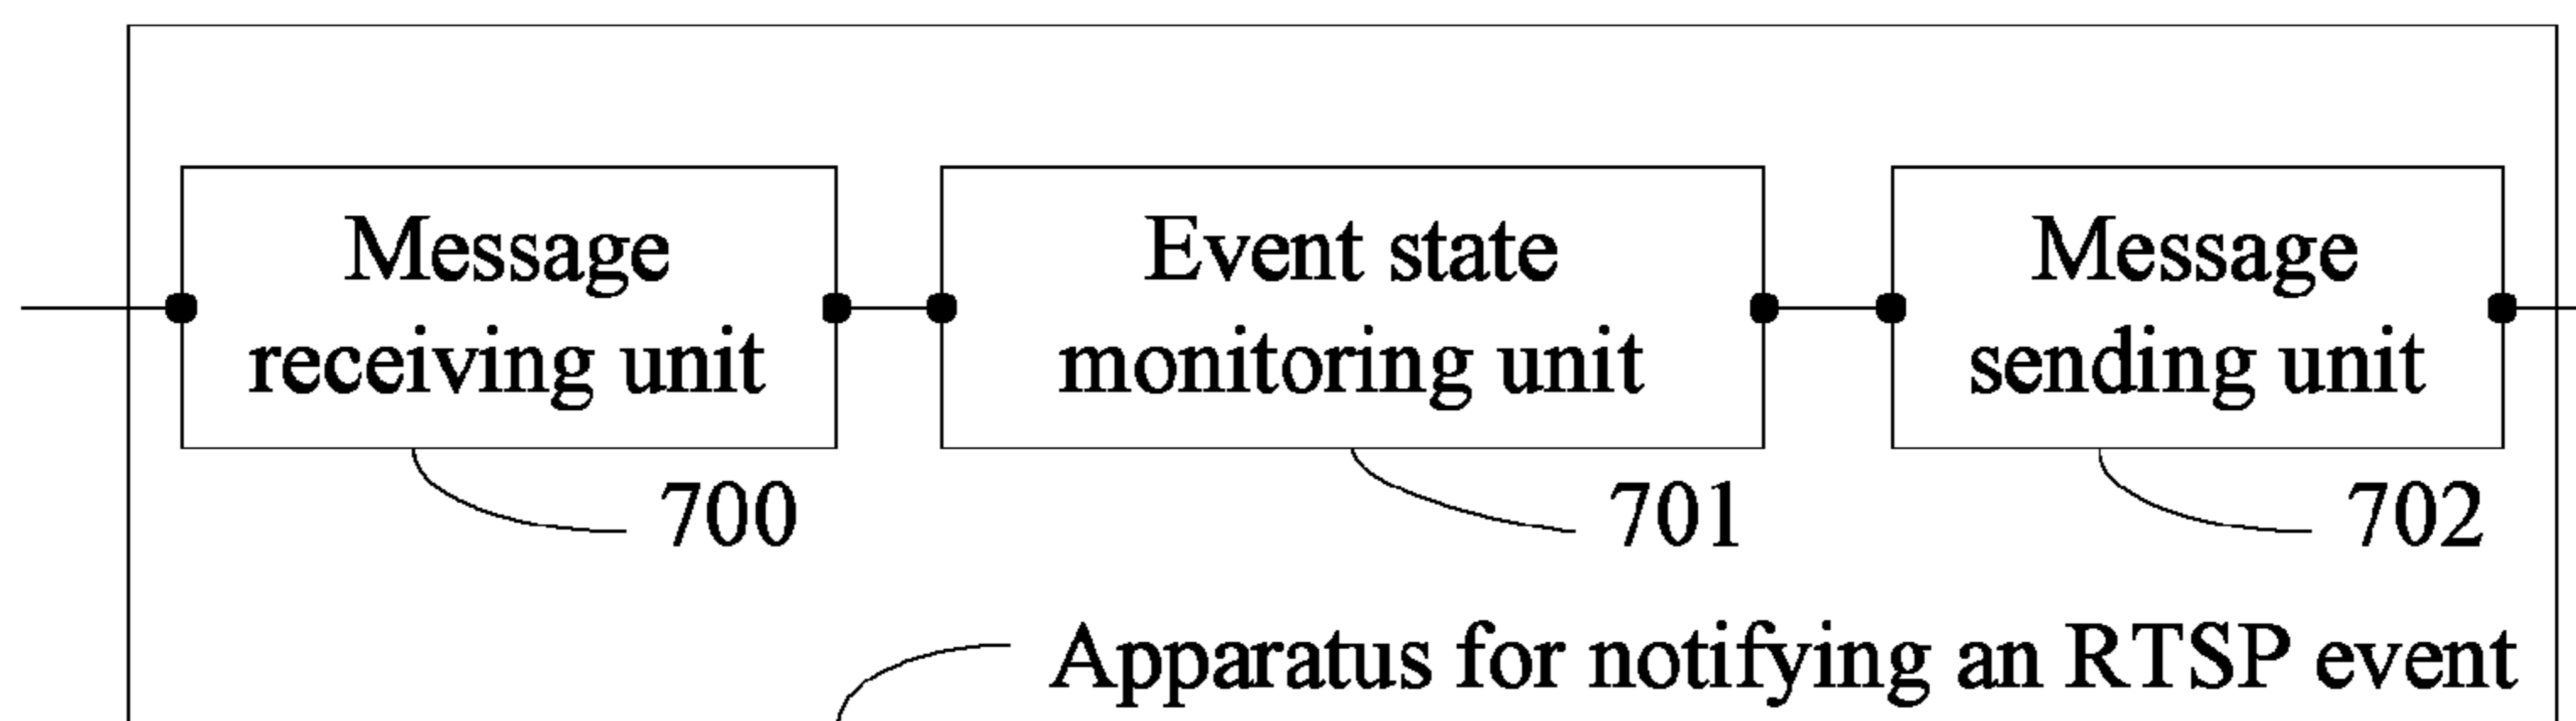 Message
receiving unit
Event state
monitoring unit
Message
sending unit
700
701
702
Apparatus for notifying an RTSP event